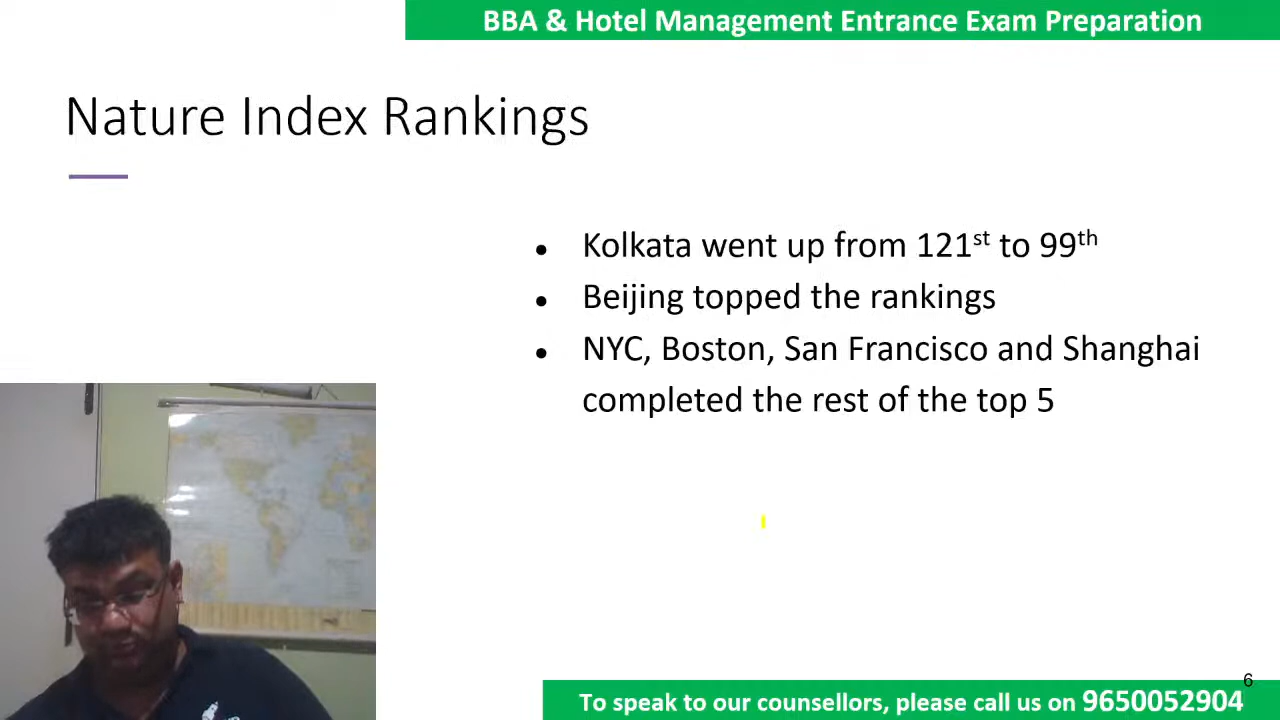 BBA & Hotel Management Entrance Exam Preparation
Nature Index Rankings
● Kolkata went up from 121st to 99th
● Beijing topped the rankings
● NYC, Boston, San Francisco and Shanghai
completed the rest of the top 5
6
To speak to our counsellors, please call us on 9650052904